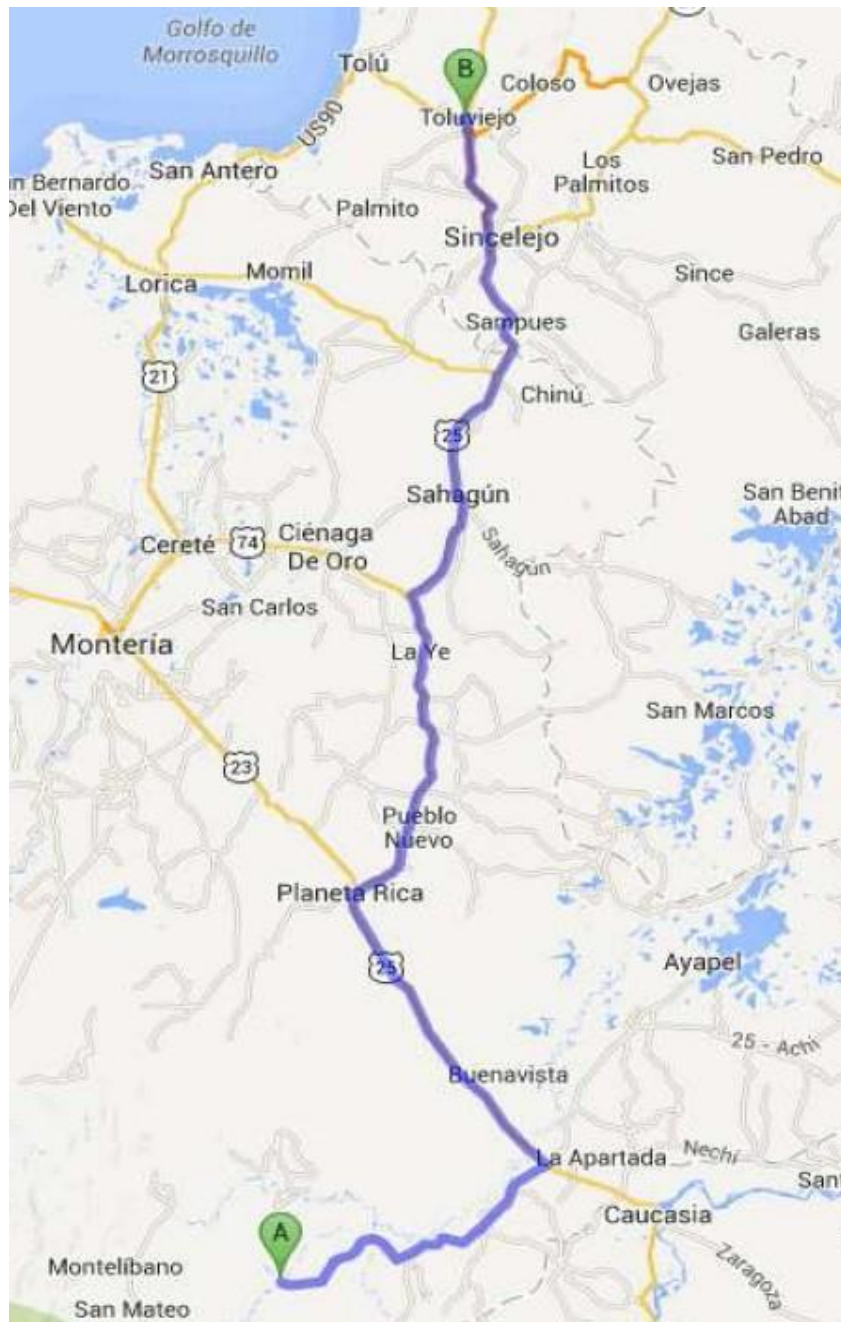 Golfo de
Morrosquillo
Tolú
B
Coloso
Ovejas
Toluviejo
US90
San Antero
Los
Palmitos
San Pedro
n Bernardo
Del Viento
Palmito
Sincelejo
Lorica
Momil
Since
Sampues
Galeras
21
Chinú
25
Sahagún
San Benit
Abad
Cereté
74
Ciénaga
De Oro
Sahagún
San Carlos
Montería
La Ye
San Marcos
23
Pueblo
Nuevo
Planeta Rica
25
Ayapel
25 - Achi
Buenavista
La Apartada
Nechí
Sant
Caucasia
A
Montelíbano
Zaragoza
San Mateo